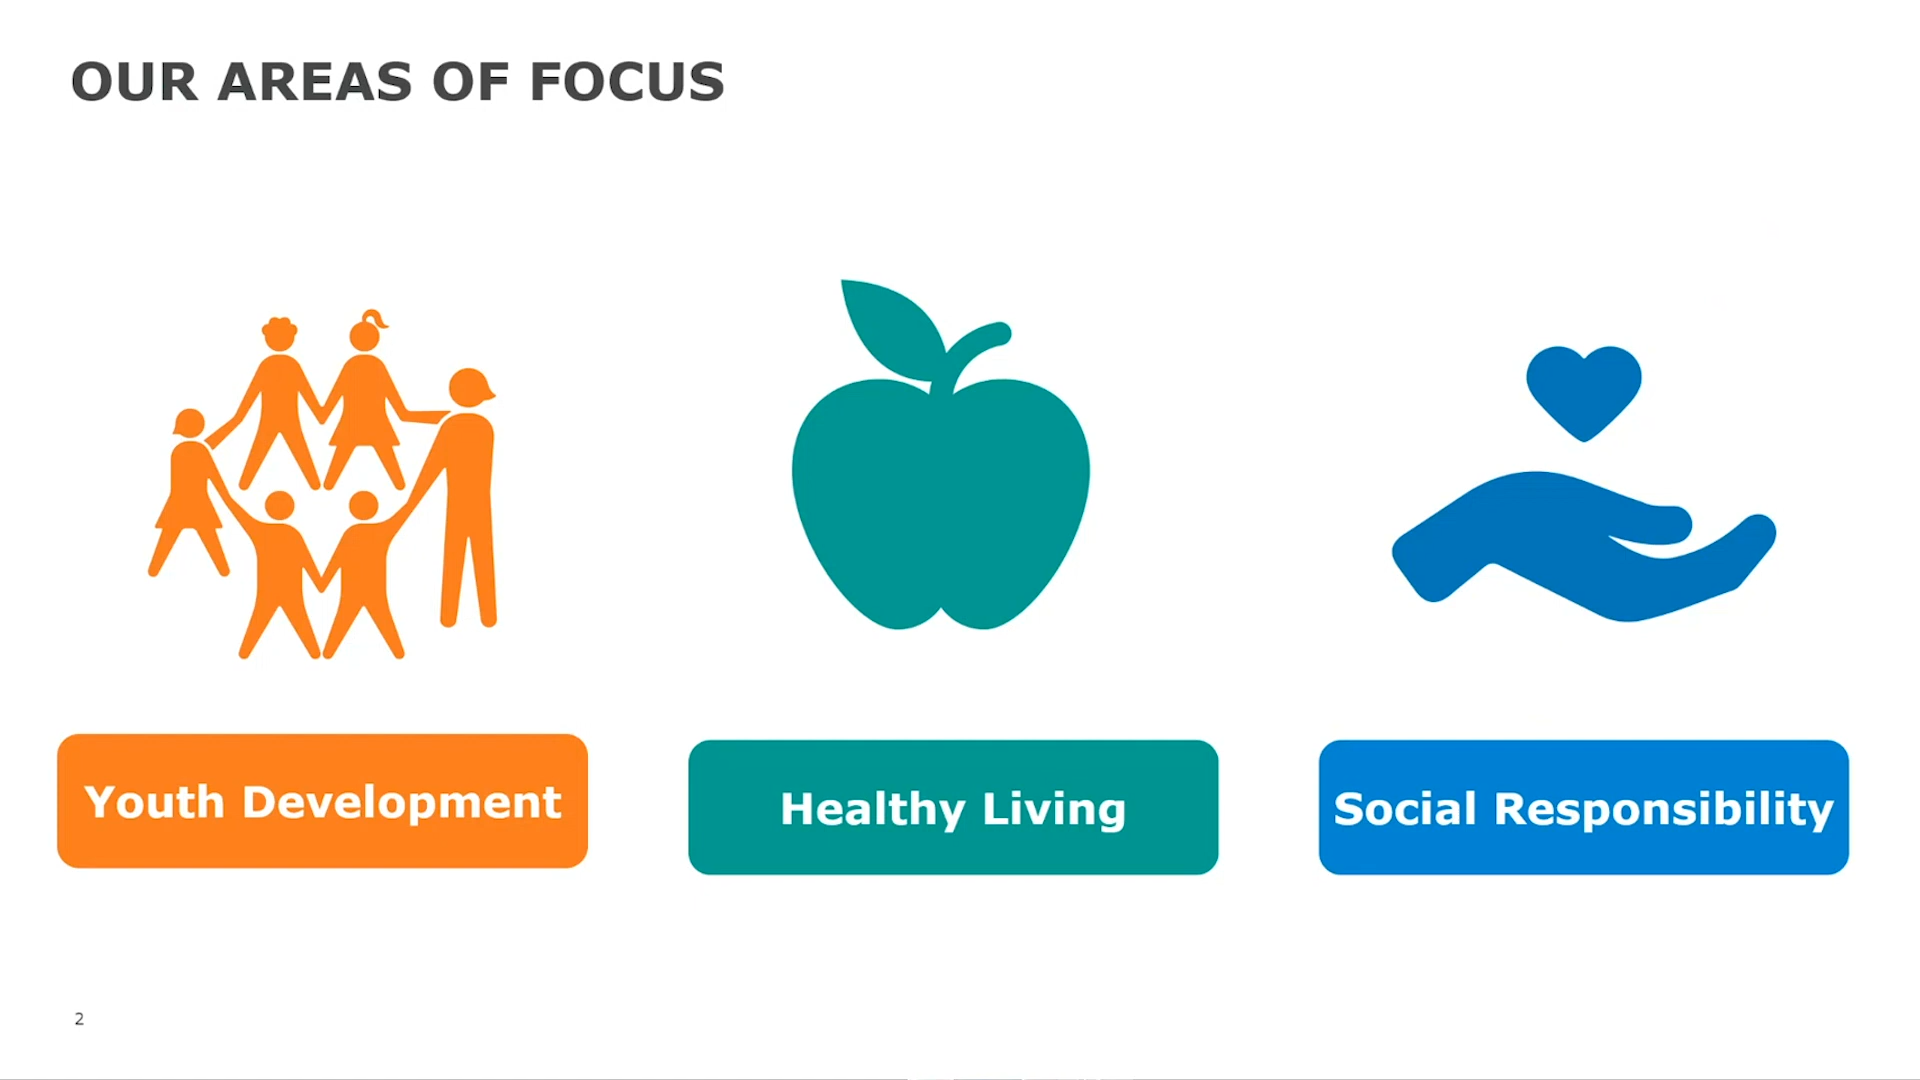 OUR AREAS OF FOCUS
Youth Development
Healthy Living
Social Responsibility
2